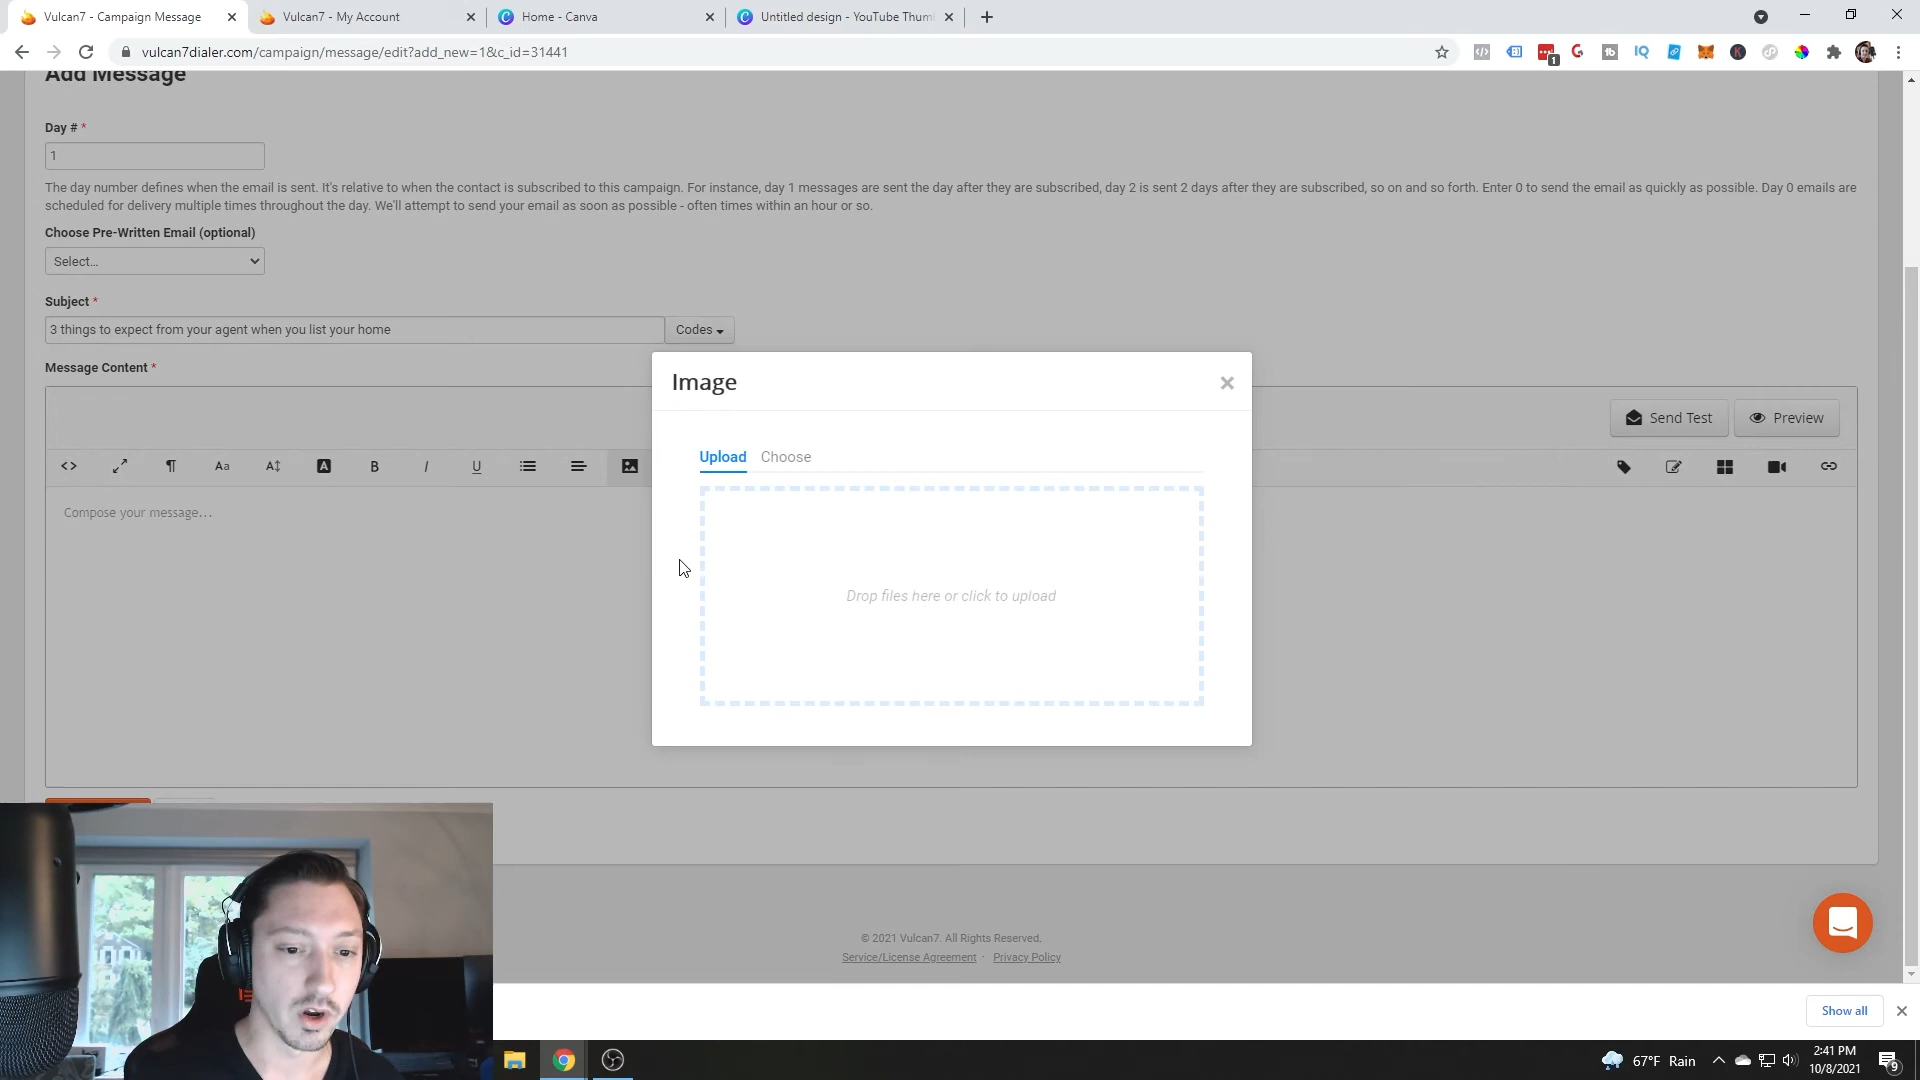 Vulcan7 - Campaign Message
Vulcan7 - My Account
Home - Canva
Untitled design - YouTube Thum
vulcan7dialer.com/campaign/message/edit?add_new=1&c_id=31441
1
Add Message
Day # *
1
The day number defines when the email is sent. It's relative to when the contact is subscribed to this campaign. For instance, day 1 messages are sent the day after they are subscribed, day 2 is sent 2 days after they are subscribed, so on and so forth. Enter 0 to send the email as quickly as possible. Day 0 emails are
scheduled for delivery multiple times throughout the day. We'll attempt to send your email as soon as possible - often times within an hour or so.
Choose Pre-Written Email (optional)
Select...
Subject *
3 things to expect from your agent when you list your home
Codes
Message Content *
Image
Send Test
Preview
Upload
Choose
Compose your message...
Drop files here or click to upload
© 2021 Vulcan7. All Rights Reserved.
Service/License Agreement · Privacy Policy
Show all
67°F Rain
2:41 PM
10/8/2021
9